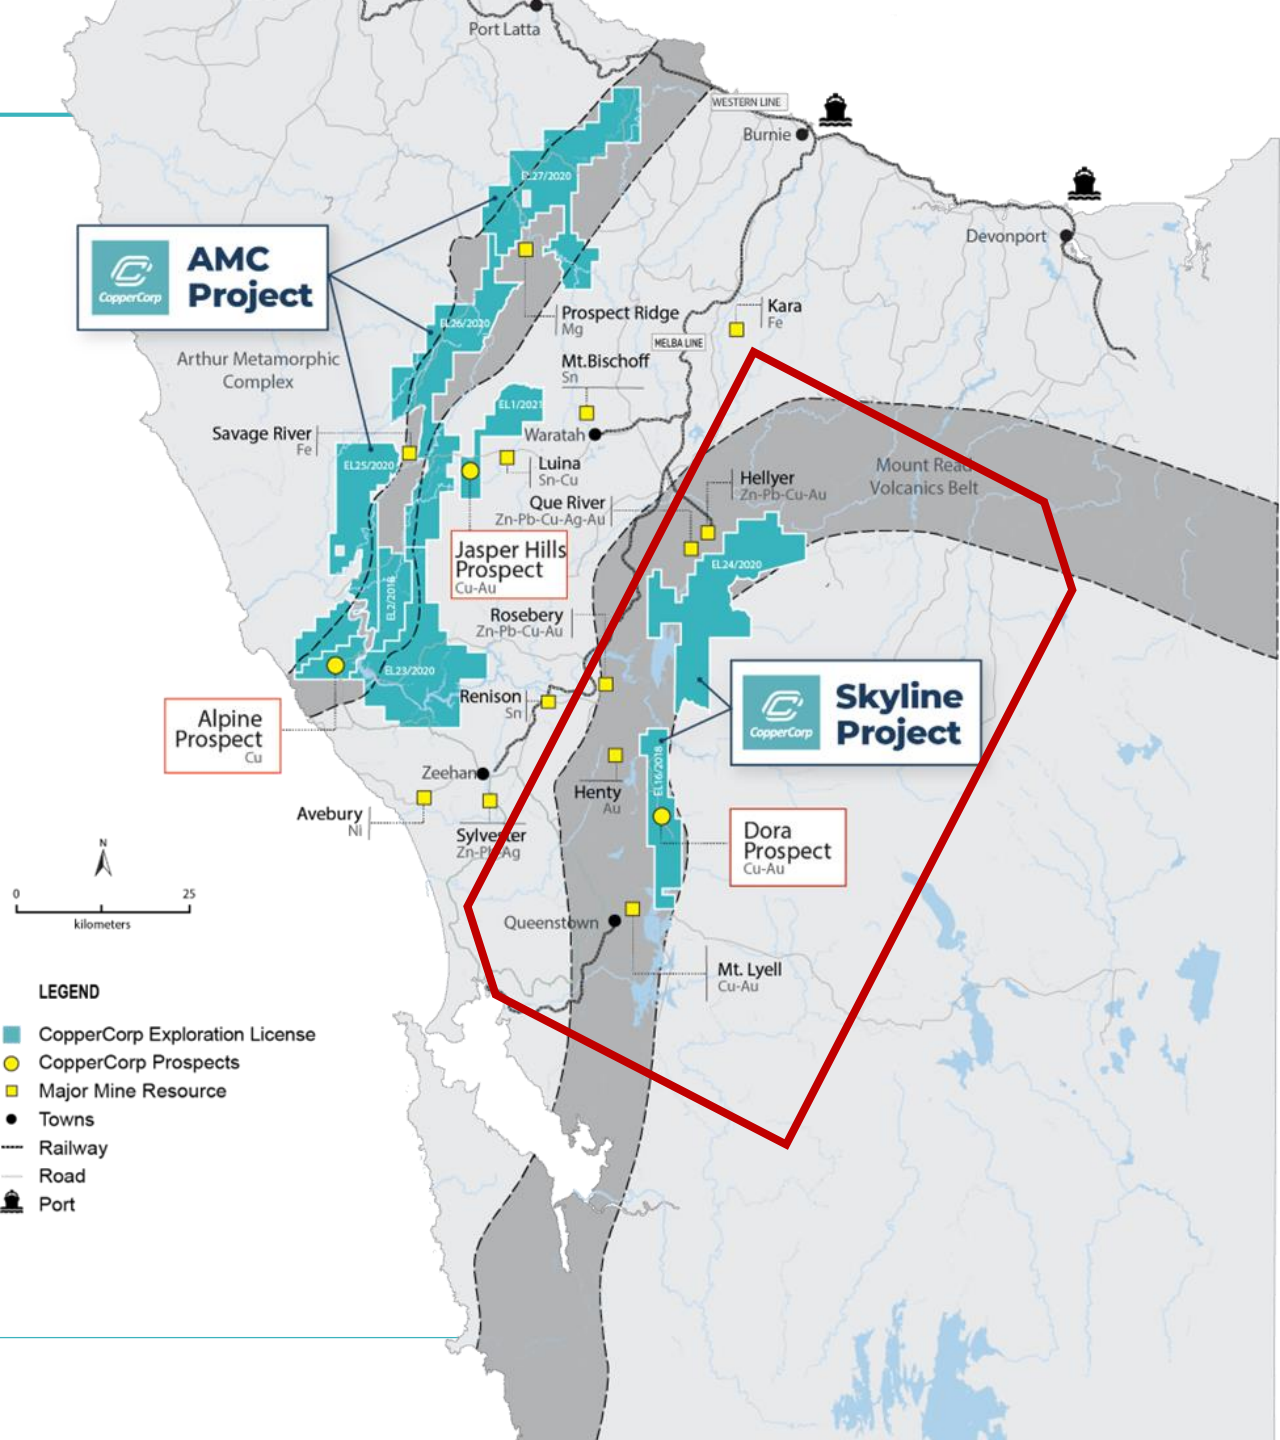 Port Latta
WESTERN LINE
Burnie
Devonport
EL27/2020
CopperCorp
AMC
Project
Prospect Ridge
Mg
Kara
Fe
EL26/2020
MELBA LINE
Arthur Metamorphic
Complex
Mt.Bischoff
Sn
EL1/2021
Waratah
Savage River
Fe
EL25/2020
Luina
Sn-Cu
Mount Read
Volcanics Belt
Hellyer
Zn-Pb-Cu-Au
Que River
Zn-Pb-Cu-Ag-Au
Jasper Hills
Prospect
Cu-Au
EL24/2020
EL2/2018
Rosebery
Zn-Pb-Cu-Au
EL23/2020
Renison
Sn
CopperCorp
Skyline
Project
Alpine
Prospect
Cu
EL16/2018
Zeehan
Henty
Au
Avebury
Ni
Sylvester
Zn-Pb-Ag
Dora
Prospect
Cu-Au
N
0 25
kilometers
Queenstown
Mt. Lyell
Cu-Au
LEGEND
CopperCorp Exploration License
CopperCorp Prospects
Major Mine Resource
Towns
Railway
Road
Port